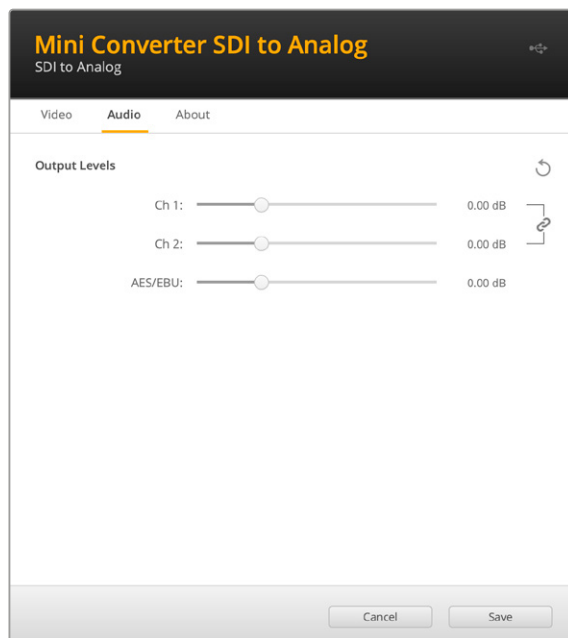 Mini Converter SDI to Analog
SDI to Analog
Video Audio About
Output Levels
Ch 1: 0.00 dB
Ch 2: 0.00 dB
AES/EBU: 0.00 dB
Cancel Save